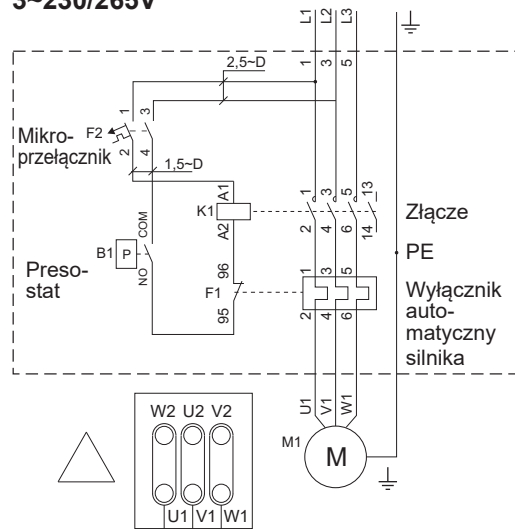 3~230/265V
L1 L2 L3
1 3 5
2,5~D
1 3
F2
Mikro-
przełącznik
2 4
1,5~D
A1
K1
A2
1 3 5 13
2 4 6 14
Złącze
COM
B1 P
NO
Preso-
stat
96
F1
95
PE
1 3 5
2 4 6
Wyłącznik
auto-
matyczny
silnika
U1 V1 W1
M1
M
W2 U2 V2
U1 V1 W1